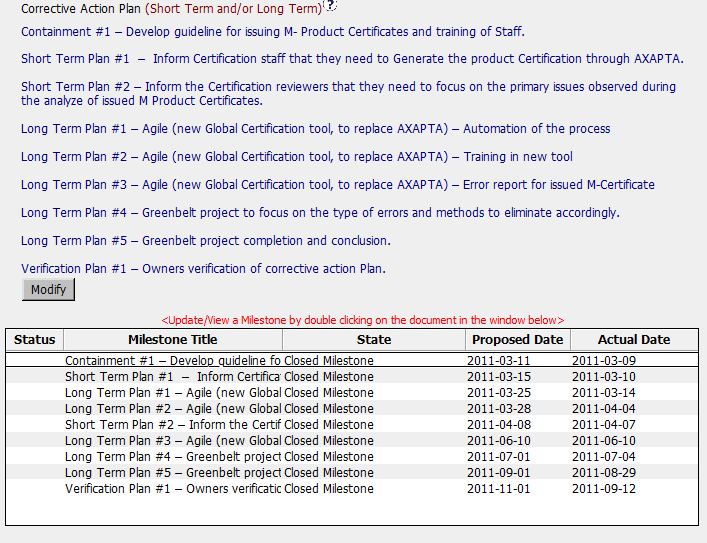 Corrective Action Plan (Short Term and/or Long Term) ?
Containment #1 – Develop guideline for issuing M- Product Certificates and training of Staff.
Short Term Plan #1 – Inform Certification staff that they need to Generate the product Certification through AXAPTA.
Short Term Plan #2 – Inform the Certification reviewers that they need to focus on the primary issues observed during
the analyze of issued M Product Certificates.
Long Term Plan #1 – Agile (new Global Certification tool, to replace AXAPTA) – Automation of the process
Long Term Plan #2 – Agile (new Global Certification tool, to replace AXAPTA) – Training in new tool
Long Term Plan #3 – Agile (new Global Certification tool, to replace AXAPTA) – Error report for issued M-Certificate
Long Term Plan #4 – Greenbelt project to focus on the type of errors and methods to eliminate accordingly.
Long Term Plan #5 – Greenbelt project completion and conclusion.
Verification Plan #1 – Owners verification of corrective action Plan.
Modify
<Update/View a Milestone by double clicking on the document in the window below>
Status Milestone Title State Proposed Date Actual Date
Containment #1 – Develop guideline fo Closed Milestone 2011-03-11 2011-03-09
Short Term Plan #1 – Inform Certifica Closed Milestone 2011-03-15 2011-03-10
Long Term Plan #1 – Agile (new Global Closed Milestone 2011-03-25 2011-03-14
Long Term Plan #2 – Agile (new Global Closed Milestone 2011-03-28 2011-04-04
Short Term Plan #2 – Inform the Certif Closed Milestone 2011-04-08 2011-04-07
Long Term Plan #3 – Agile (new Global Closed Milestone 2011-06-10 2011-06-10
Long Term Plan #4 – Greenbelt project Closed Milestone 2011-07-01 2011-07-04
Long Term Plan #5 – Greenbelt project Closed Milestone 2011-09-01 2011-08-29
Verification Plan #1 – Owners verificatic Closed Milestone 2011-11-01 2011-09-12